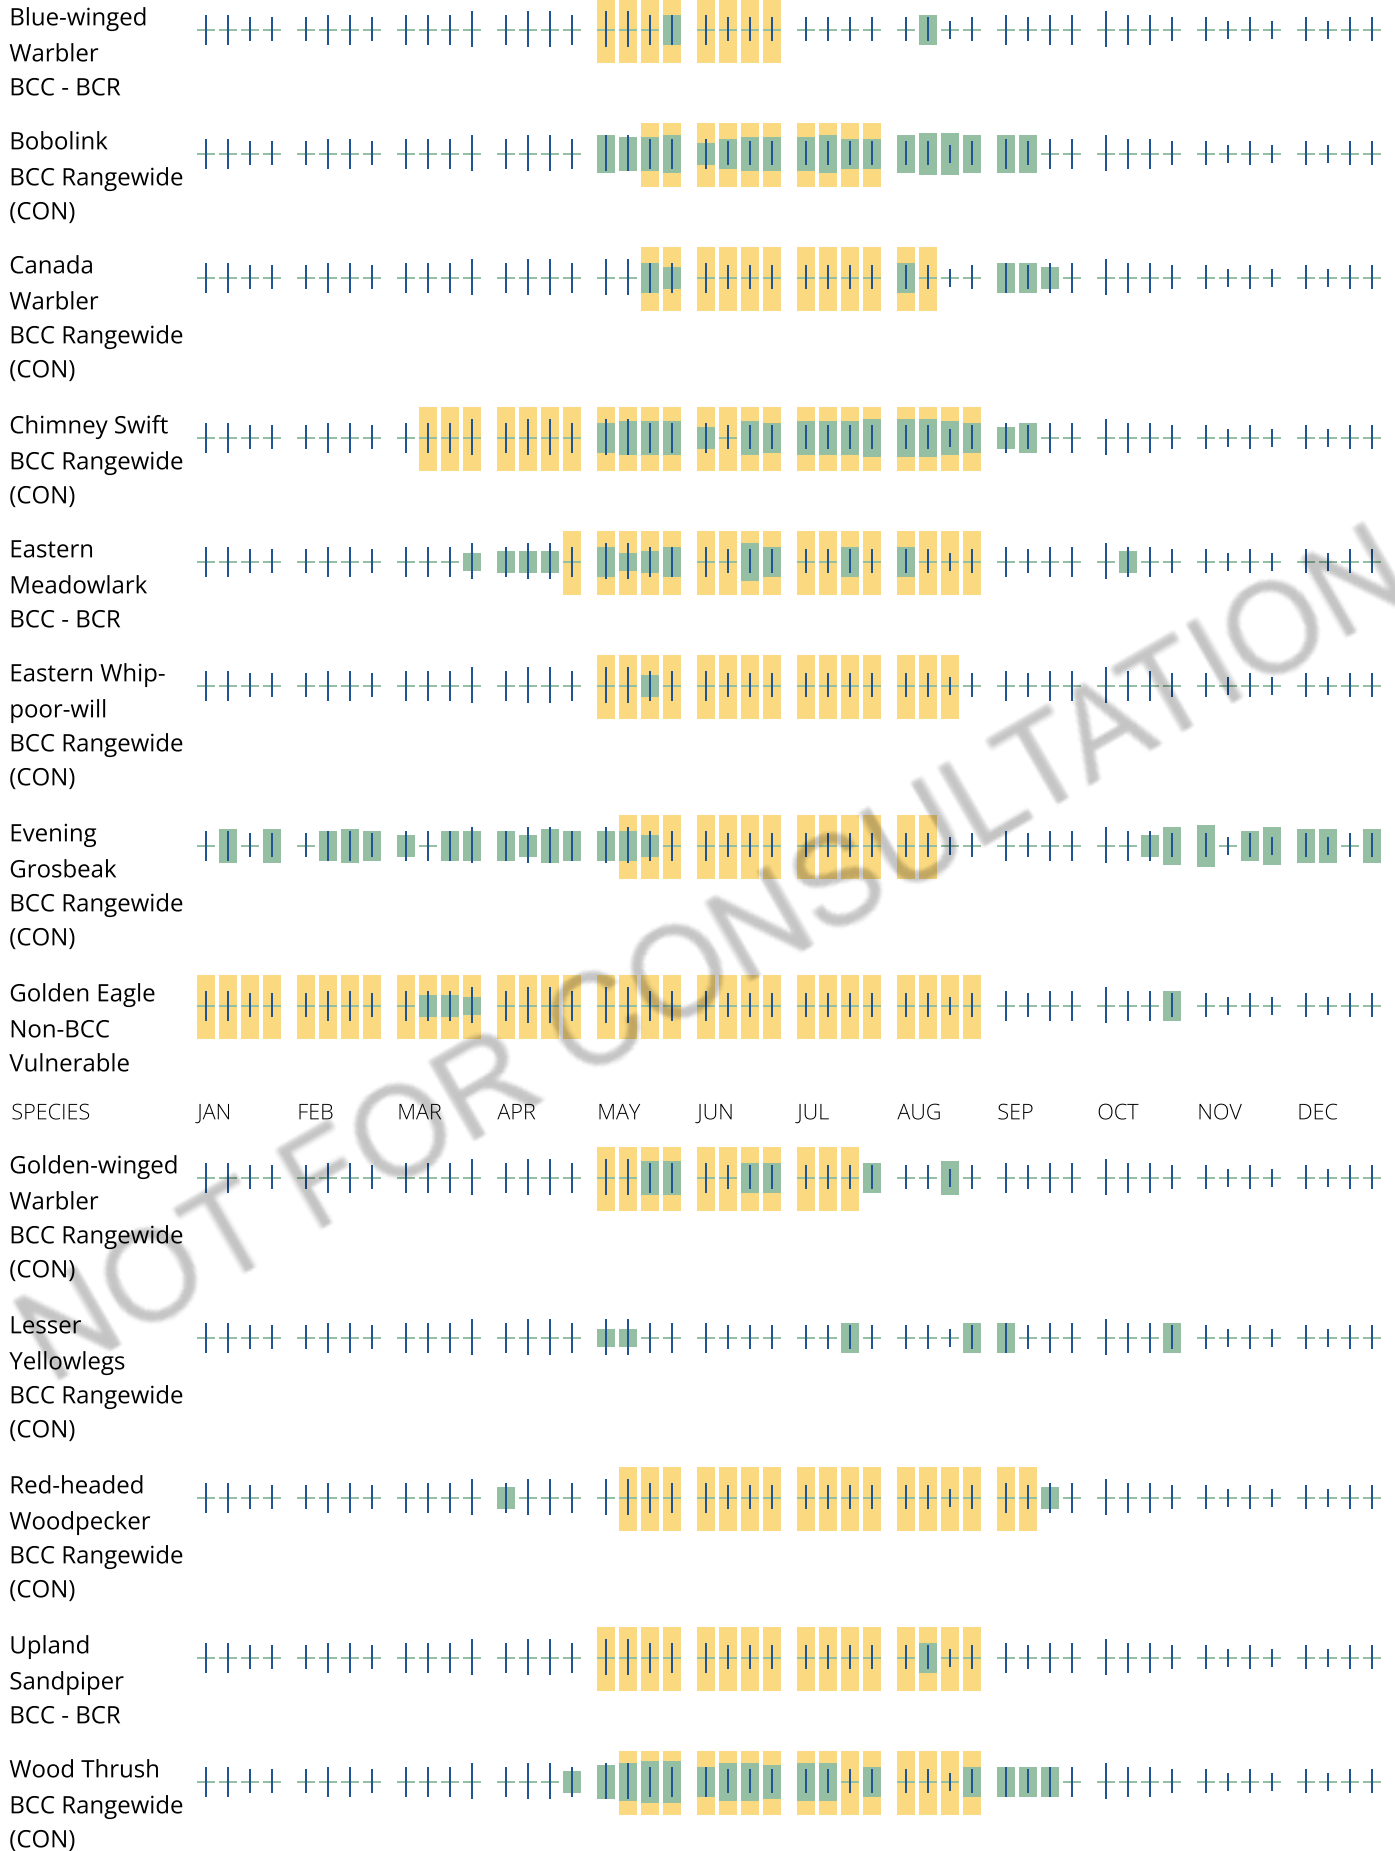 Blue-winged
Warbler
BCC - BCR
Bobolink
BCC Rangewide
(CON)
Canada
Warbler
BCC Rangewide
(CON)
Chimney Swift
BCC Rangewide
(CON)
Eastern
Meadowlark
BCC - BCR
Eastern Whip-
poor-will
BCC Rangewide
(CON)
Evening
Grosbeak
BCC Rangewide
(CON)
Golden Eagle
Non-BCC
Vulnerable
SPECIES JAN FEB MAR APR MAY JUN JUL AUG SEP OCT NOV DEC
Golden-winged
Warbler
BCC Rangewide
(CON)
Lesser
Yellowlegs
BCC Rangewide
(CON)
Red-headed
Woodpecker
BCC Rangewide
(CON)
Upland
Sandpiper
BCC - BCR
Wood Thrush
BCC Rangewide
(CON)
NOT FOR CONSULTATION